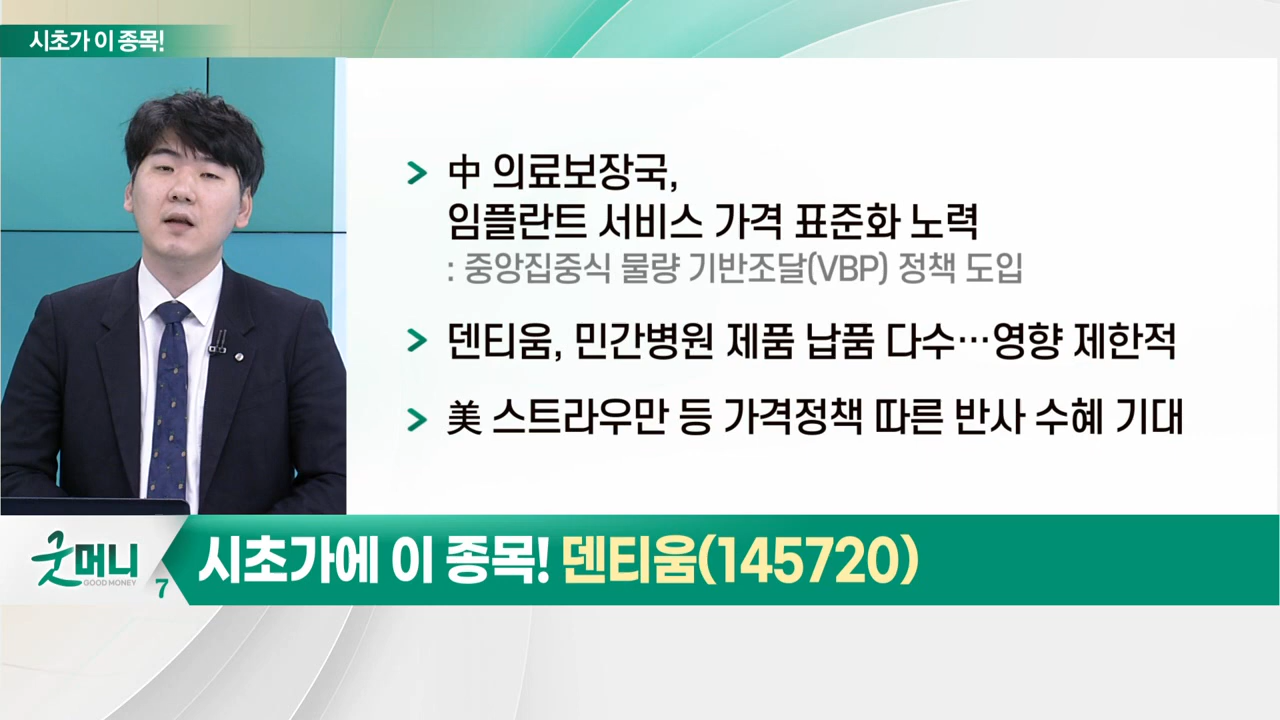 시초가 이 종목!
中 의료보장국,
임플란트 서비스 가격 표준화 노력
: 중앙집중식 물량 기반조달(VBP) 정책 도입
덴티움, 민간병원 제품 납품 다수…영향 제한적
美 스트라우만 등 가격정책 따른 반사 수혜 기대
굿머니
GOOD MONEY
7
시초가에 이 종목! 덴티움(145720)